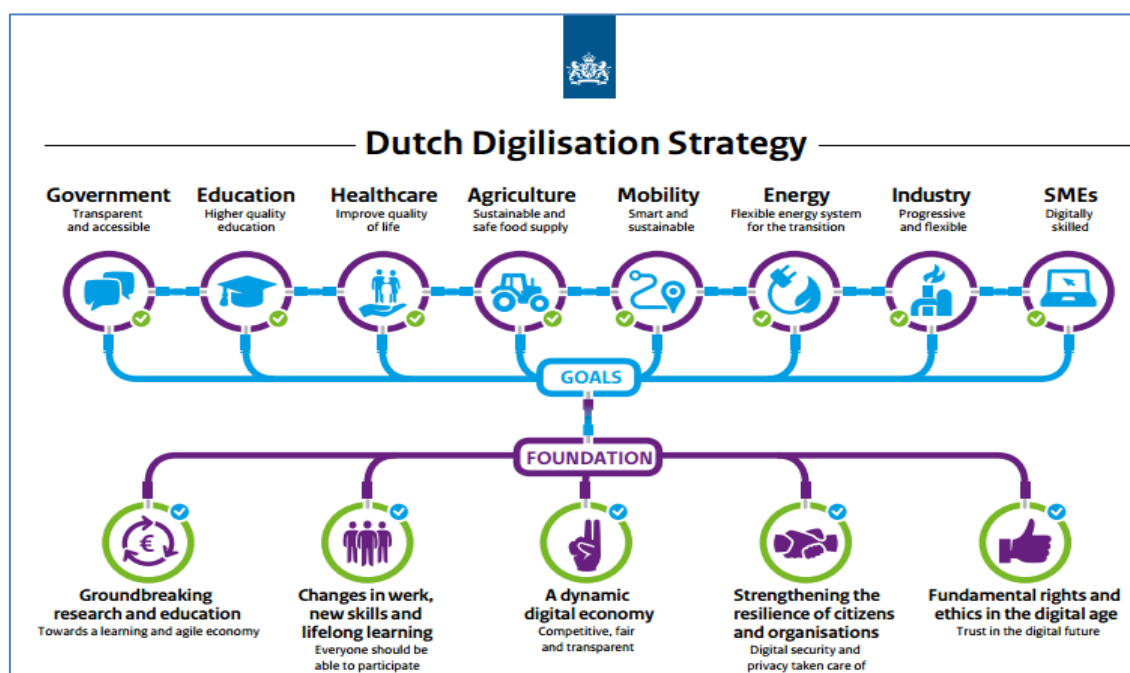 Dutch Digilisation Strategy
Government
Transparent
and accessible
Education
Higher quality
education
Healthcare
Improve quality
of life
Agriculture
Sustainable and
safe food supply
Mobility
Smart and
sustainable
Energy
Flexible energy system
for the transition
Industry
Progressive
and flexible
SMEs
Digitally
skilled
GOALS
FOUNDATION
€
Groundbreaking
research and education
Towards a learning and agile economy
Changes in work,
new skills and
lifelong learning
Everyone should be
able to participate
A dynamic
digital economy
Competitive, fair
and transparent
Strengthening the
resilience of citizens
and organisations
Digital security and
privacy taken care of
Fundamental rights and
ethics in the digital age
Trust in the digital future